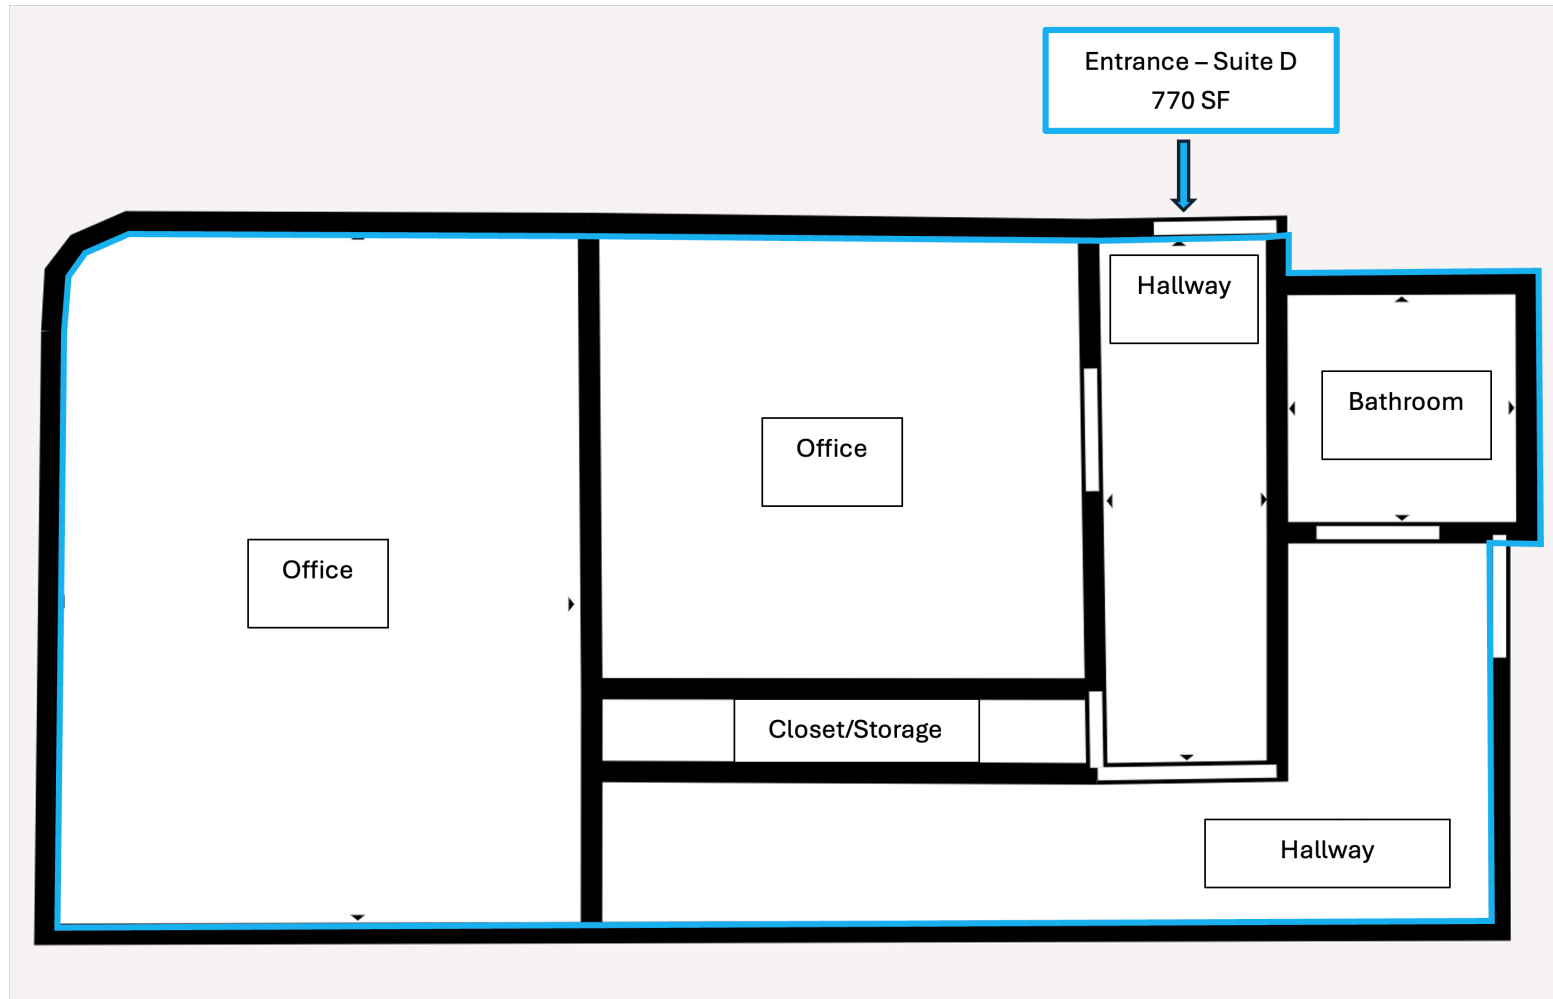 Entrance – Suite D
770 SF
Hallway
Bathroom
Office
Office
Closet/Storage
Hallway